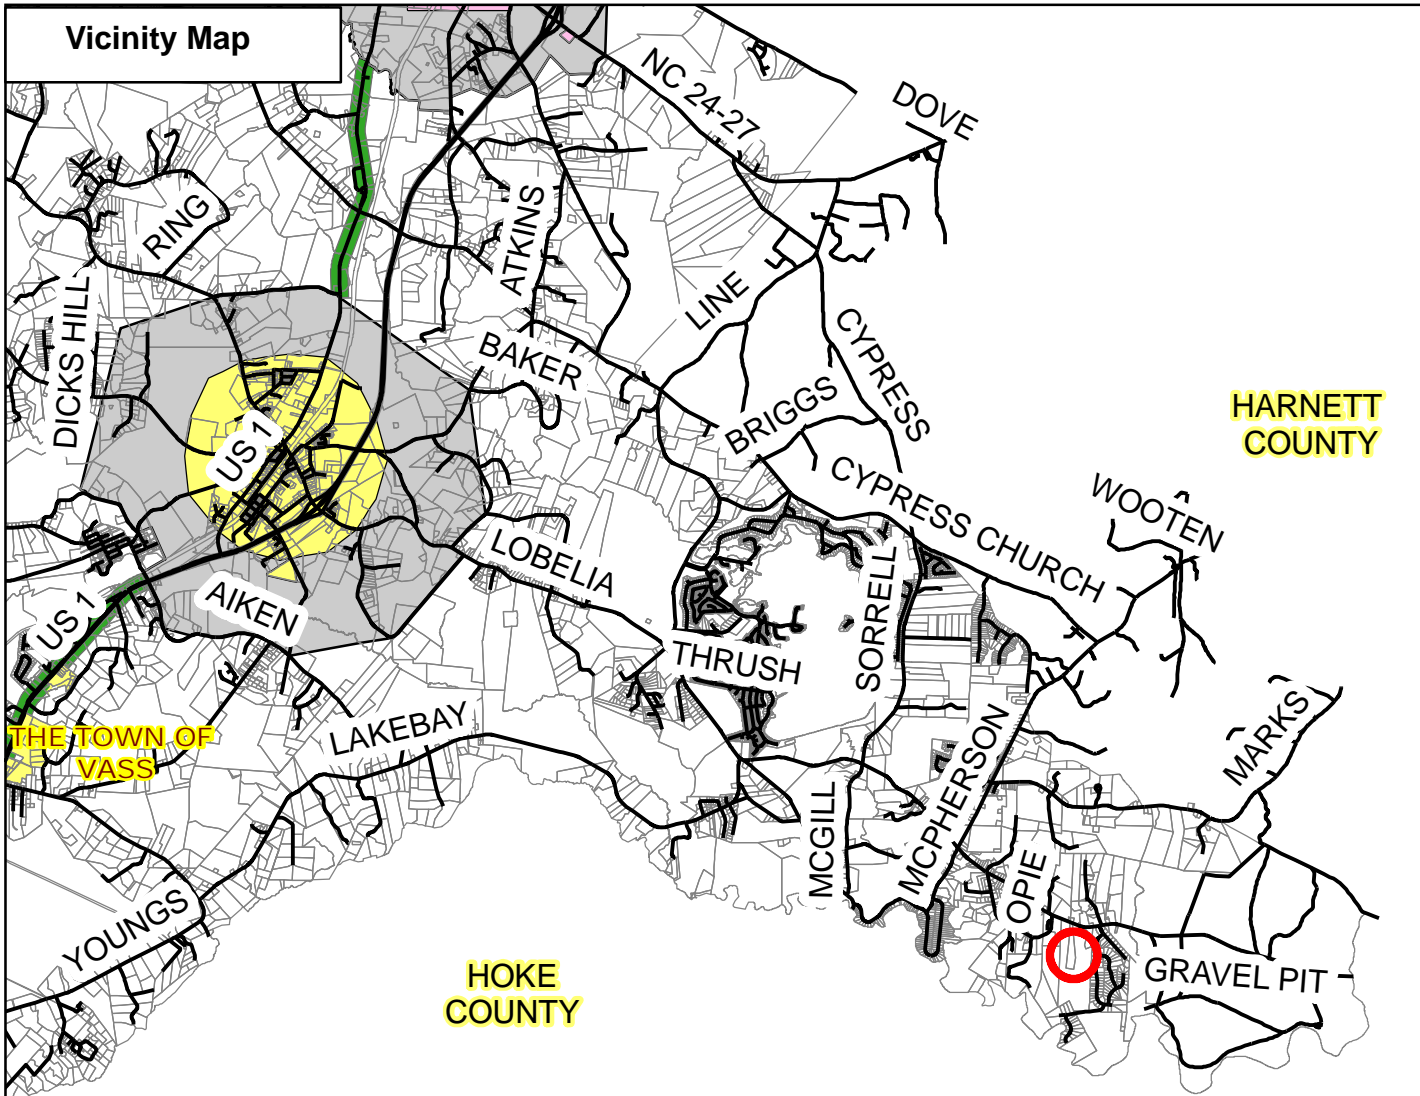 Vicinity Map
NC 24-27
DOVE
RING
ATKINS
LINE
DICKS HILL
BAKER
CYPRESS
BRIGGS
HARNETT
COUNTY
US 1
CYPRESS CHURCH
WOOTEN
LOBELIA
SORRELL
US 1
AIKEN
THRUSH
THE TOWN OF
VASS
LAKEBAY
MCPHERSON
MARKS
MCGILL
OPIE
YOUNGS
GRAVEL PIT
HOKE
COUNTY